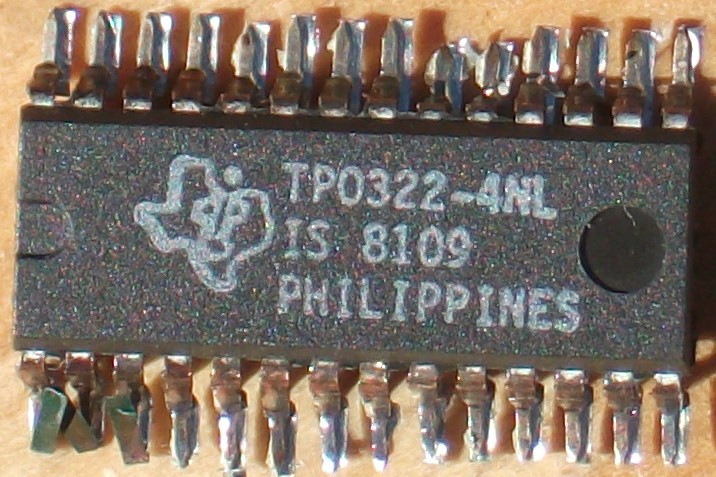 TP0322-4NL
IS 8109
PHILIPPINES